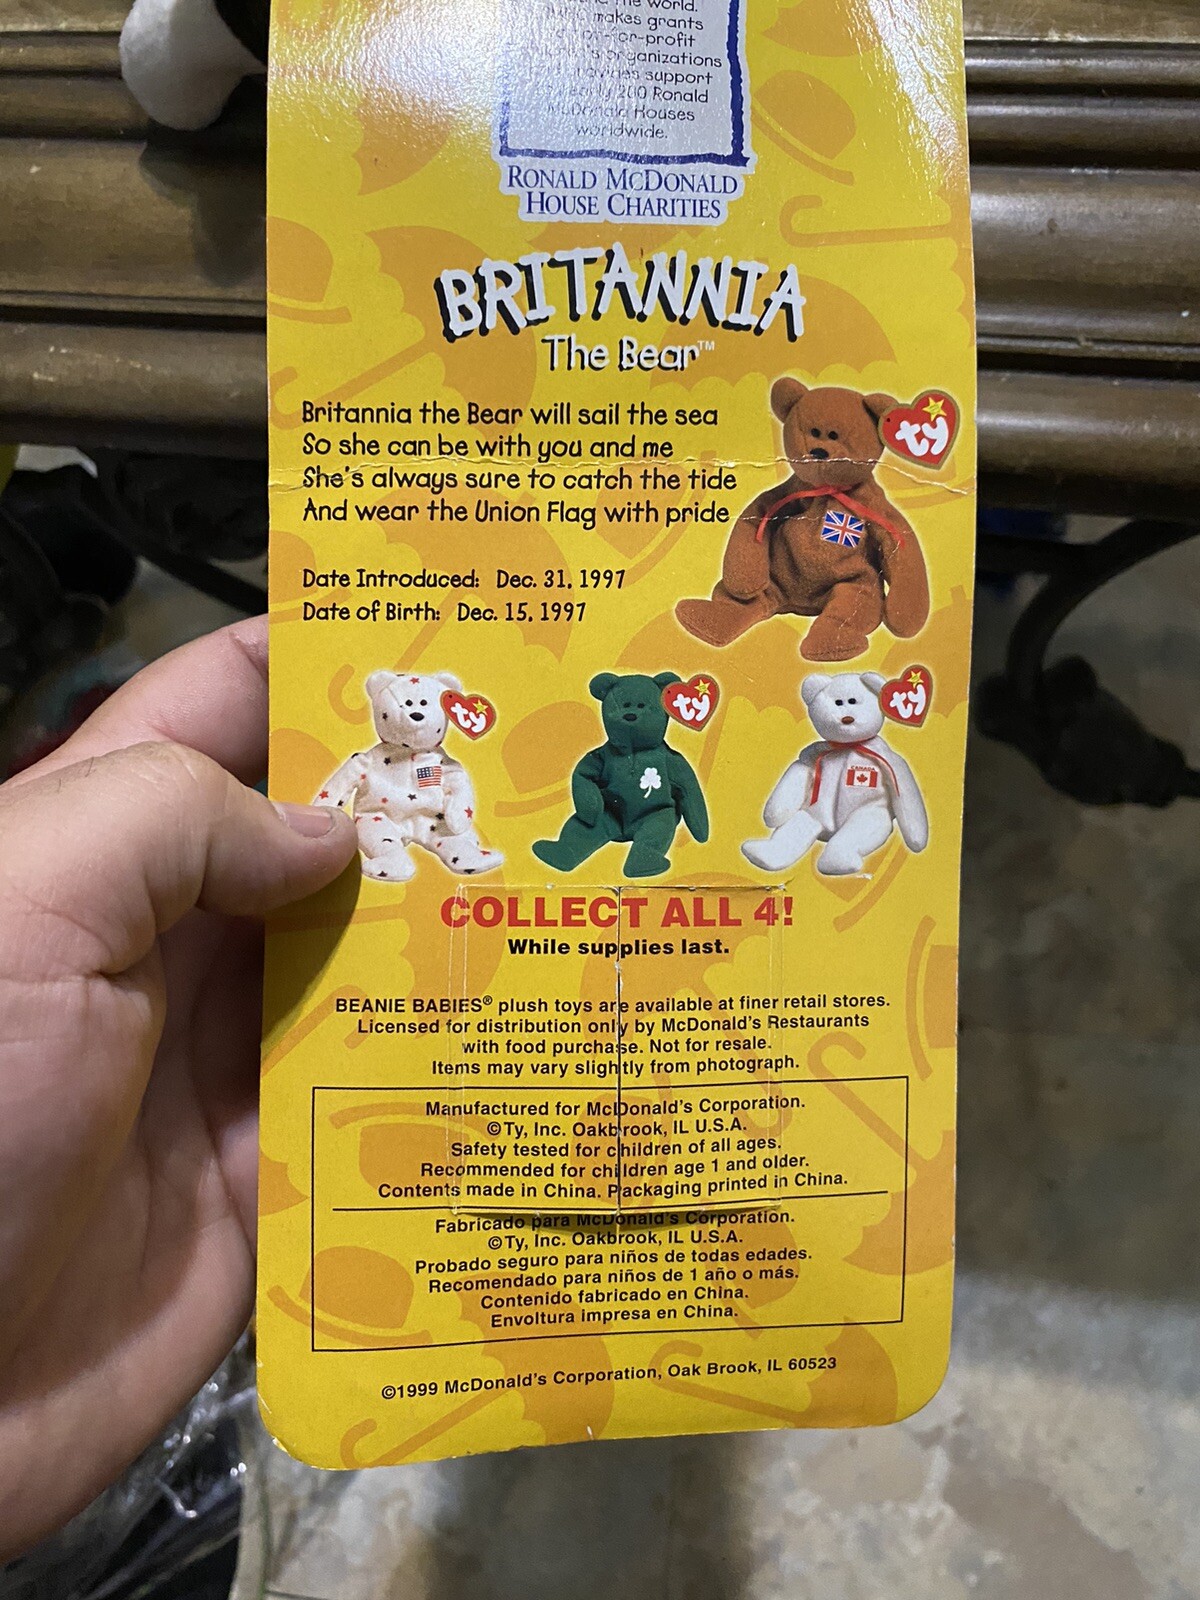 the world.
makes grants
-for-profit
organizations
support
200 Ronald
McDonald Houses
worldwide.
RONALD MCDONALD
HOUSE CHARITIES
BRITANNIA
The Bear™
Britannia the Bear will sail the sea
So she can be with you and me
She's always sure to catch the tide
And wear the Union Flag with pride
ty
Date Introduced: Dec. 31, 1997
Date of Birth: Dec. 15, 1997
ty
ty
ty
CANADA
COLLECT ALL 4!
While supplies last.
BEANIE BABIES® plush toys are available at finer retail stores.
Licensed for distribution only by McDonald's Restaurants
with food purchase. Not for resale.
Items may vary slightly from photograph.
Manufactured for McDonald's Corporation.
©Ty, Inc. Oakbrook, IL U.S.A.
Safety tested for children of all ages.
Recommended for children age 1 and older.
Contents made in China. Packaging printed in China.
Fabricado para McDonald's Corporation.
©Ty, Inc. Oakbrook, IL U.S.A.
Probado seguro para niños de todas edades.
Recomendado para niños de 1 año o más.
Contenido fabricado en China.
Envoltura impresa en China.
©1999 McDonald's Corporation, Oak Brook, IL 60523